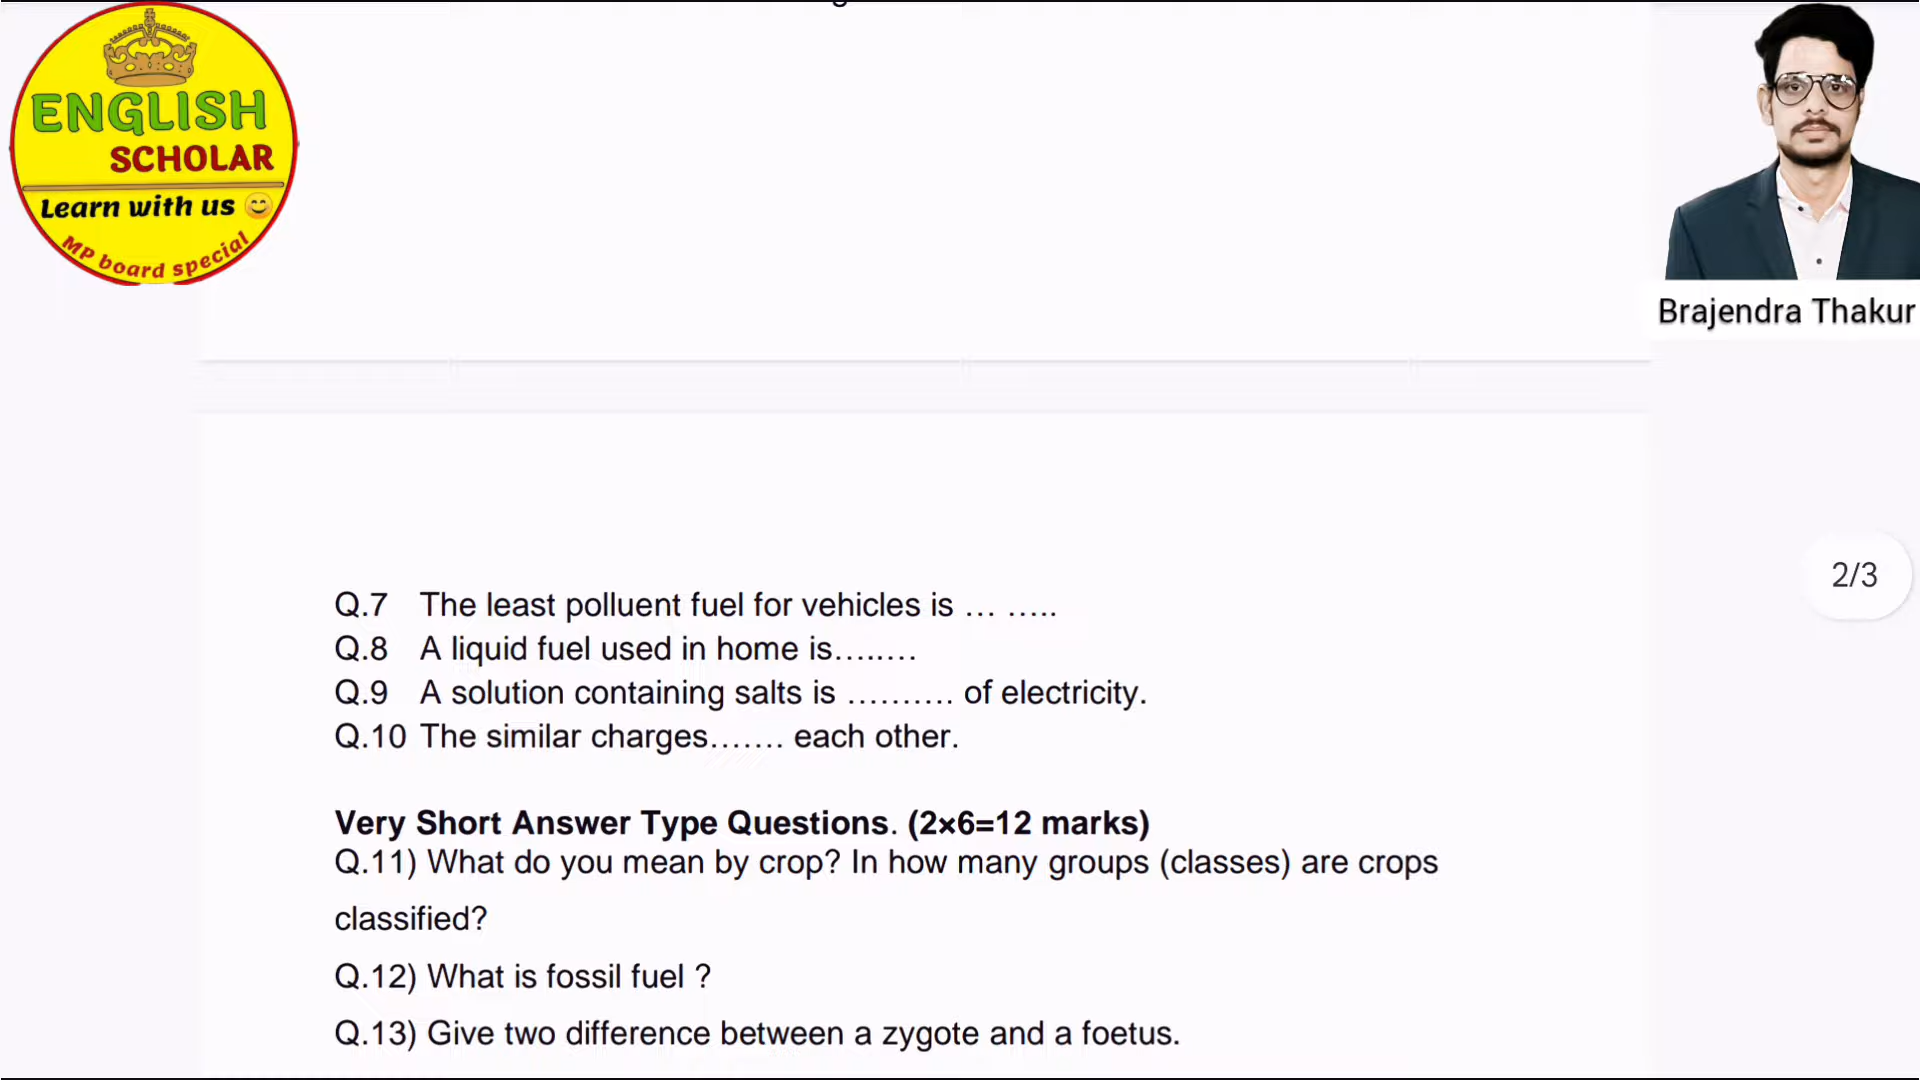 ENGLISH
SCHOLAR
Learn with us 😊
MP board special
Brajendra Thakur
2/3
Q.7 The least polluent fuel for vehicles is … …..
Q.8 A liquid fuel used in home is……..
Q.9 A solution containing salts is ………. of electricity.
Q.10 The similar charges……. each other.
Very Short Answer Type Questions. (2×6=12 marks)
Q.11) What do you mean by crop? In how many groups (classes) are crops
classified?
Q.12) What is fossil fuel ?
Q.13) Give two difference between a zygote and a foetus.